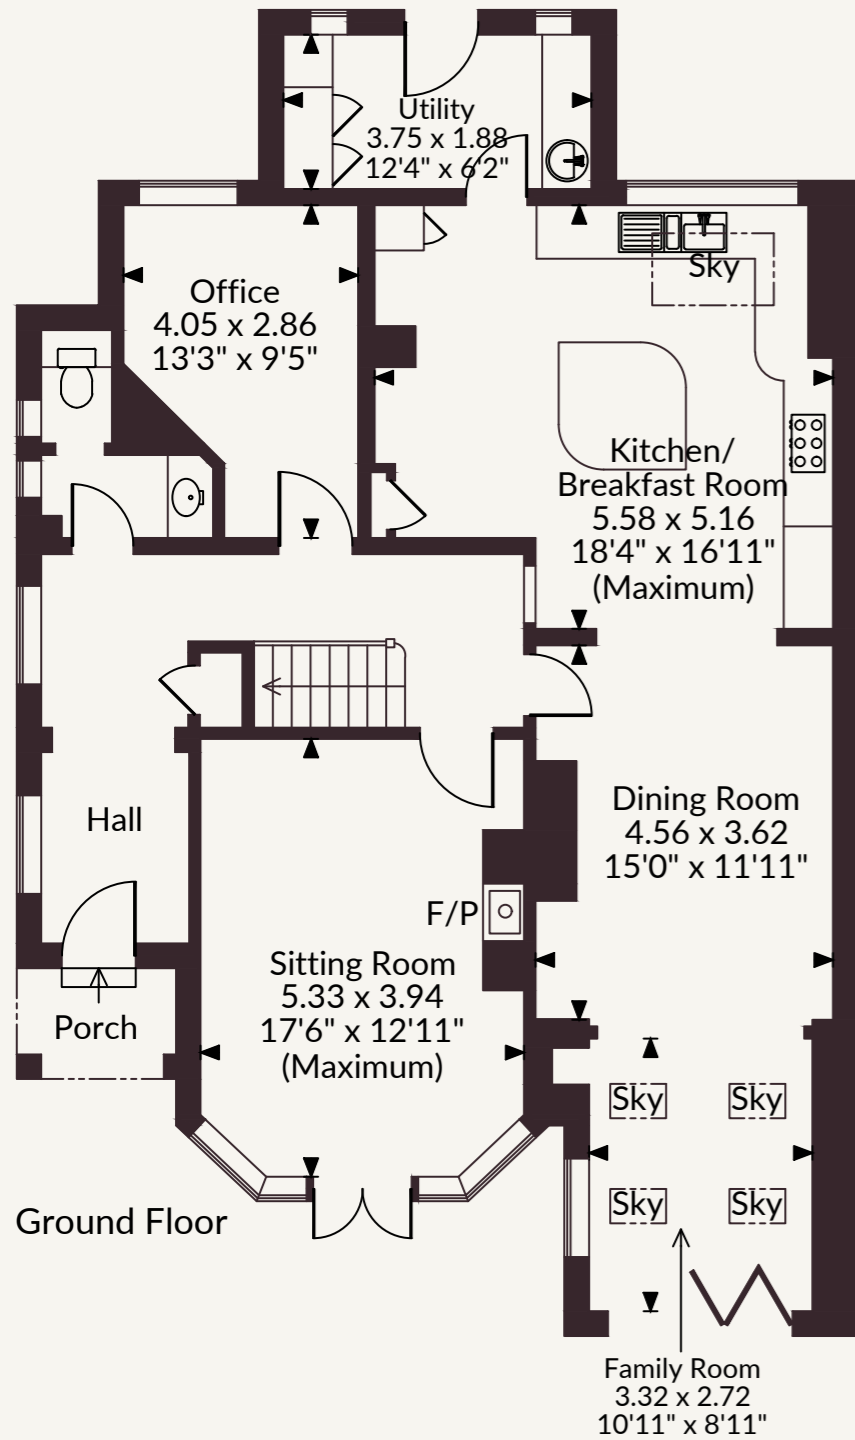 Utility
3.75 x 1.88
12'4" x 6'2"
Office
4.05 x 2.86
13'3" x 9'5"
Sky
Kitchen/
Breakfast Room
5.58 x 5.16
18'4" x 16'11"
(Maximum)
Hall
Dining Room
4.56 x 3.62
15'0" x 11'11"
F/P
Sitting Room
5.33 x 3.94
17'6" x 12'11"
(Maximum)
Porch
Sky
Sky
Sky
Sky
Ground Floor
Family Room
3.32 x 2.72
10'11" x 8'11"